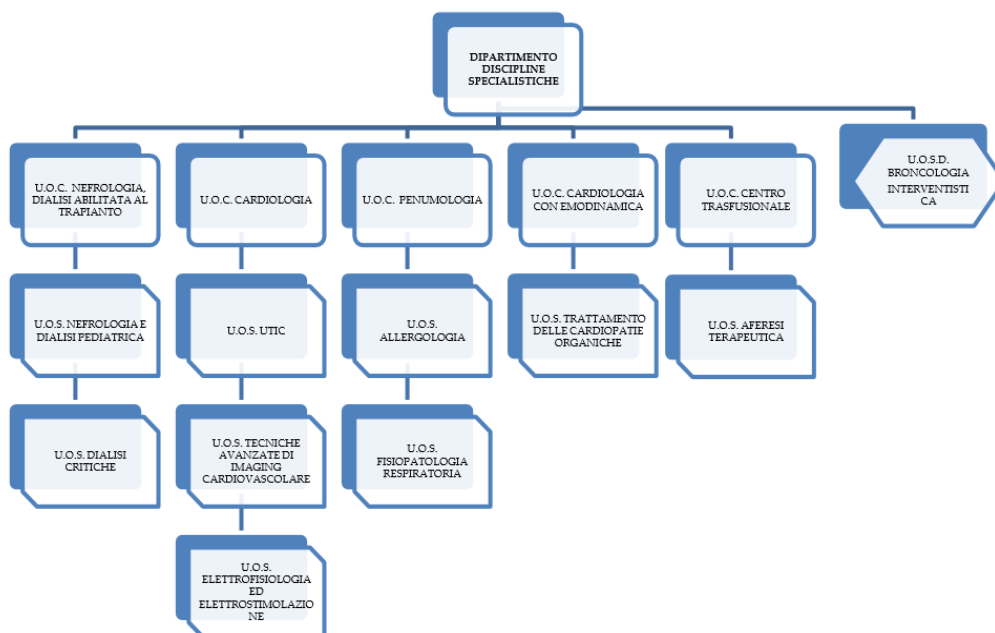 DIPARTIMENTO
DISCIPLINE
SPECIALISTICHE
U.O.C. NEFROLOGIA,
DIALISI ABILITATA AL
TRAPIANTO
U.O.C. CARDIOLOGIA
U.O.C. PENUMOLOGIA
U.O.C. CARDIOLOGIA
CON EMODINAMICA
U.O.C. CENTRO
TRASFUSIONALE
U.O.S.D.
BRONCOLOGIA
INTERVENTISTI
CA
U.O.S. NEFROLOGIA E
DIALISI PEDIATRICA
U.O.S. UTIC
U.O.S.
ALLERGOLOGIA
U.O.S. TRATTAMENTO
DELLE CARDIOPATIE
ORGANICHE
U.O.S. AFERESI
TERAPEUTICA
U.O.S. DIALISI
CRITICHE
U.O.S. TECNICHE
AVANZATE DI
IMAGING
CARDIOVASCOLARE
U.O.S.
FISIOPATOLOGIA
RESPIRATORIA
U.O.S.
ELETTROFISIOLOGIA
ED
ELETTROSTIMOLAZIO
NE